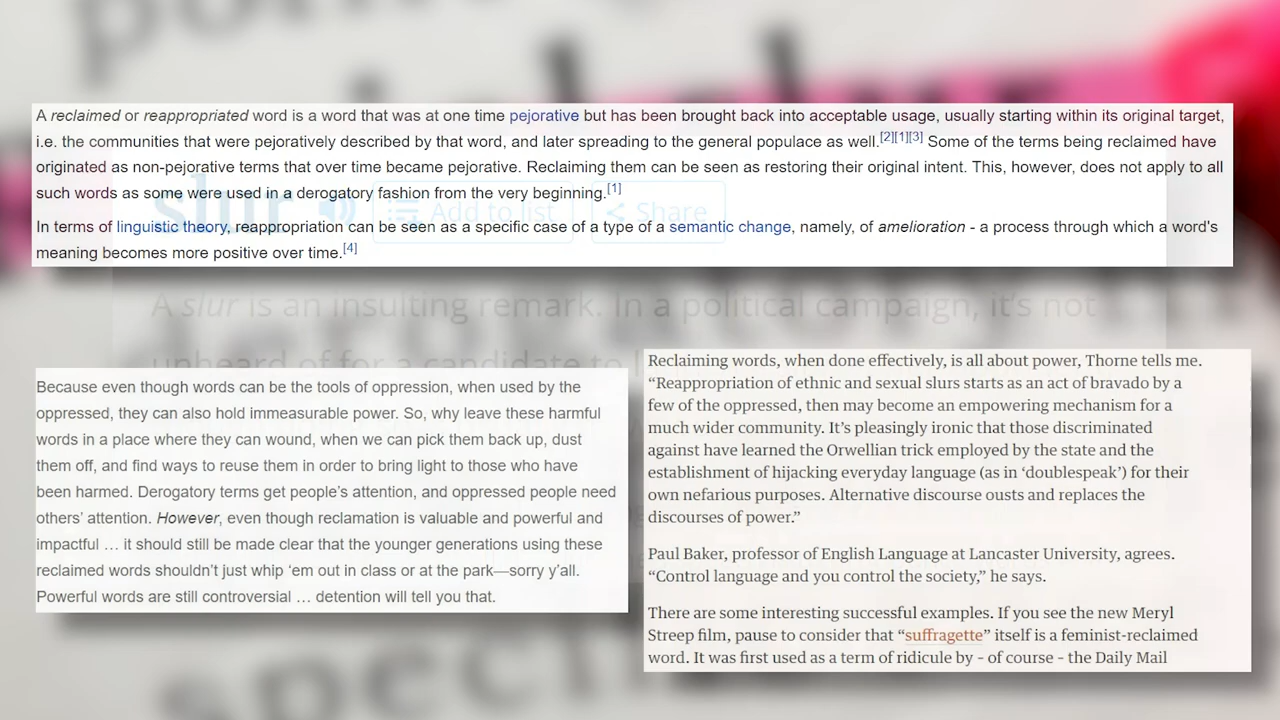 A reclaimed or reappropriated word is a word that was at one time pejorative but has been brought back into acceptable usage, usually starting within its original target,
i.e. the communities that were pejoratively described by that word, and later spreading to the general populace as well.[2][1][3] Some of the terms being reclaimed have
originated as non-pejorative terms that over time became pejorative. Reclaiming them can be seen as restoring their original intent. This, however, does not apply to all
such words as some were used in a derogatory fashion from the very beginning.[1]
slur
Add to list
Share
In terms of linguistic theory, reappropriation can be seen as a specific case of a type of a semantic change, namely, of amelioration - a process through which a word's
meaning becomes more positive over time.[4]
A slur is an insulting remark. In a political campaign, it's not
upheard of for a candidate to
Because even though words can be the tools of oppression, when used by the
oppressed, they can also hold immeasurable power. So, why leave these harmful
words in a place where they can wound, when we can pick them back up, dust
them off, and find ways to reuse them in order to bring light to those who have
been harmed. Derogatory terms get people's attention, and oppressed people need
others' attention. However, even though reclamation is valuable and powerful and
impactful … it should still be made clear that the younger generations using these
reclaimed words shouldn't just whip 'em out in class or at the park—sorry y'all.
Powerful words are still controversial … detention will tell you that.
Reclaiming words, when done effectively, is all about power, Thorne tells me.
“Reappropriation of ethnic and sexual slurs starts as an act of bravado by a
few of the oppressed, then may become an empowering mechanism for a
much wider community. It's pleasingly ironic that those discriminated
against have learned the Orwellian trick employed by the state and the
establishment of hijacking everyday language (as in ‘doublespeak’) for their
own nefarious purposes. Alternative discourse ousts and replaces the
discourses of power.”
Paul Baker, professor of English Language at Lancaster University, agrees.
“Control language and you control the society,” he says.
There are some interesting successful examples. If you see the new Meryl
Streep film, pause to consider that “suffragette” itself is a feminist-reclaimed
word. It was first used as a term of ridicule by – of course – the Daily Mail